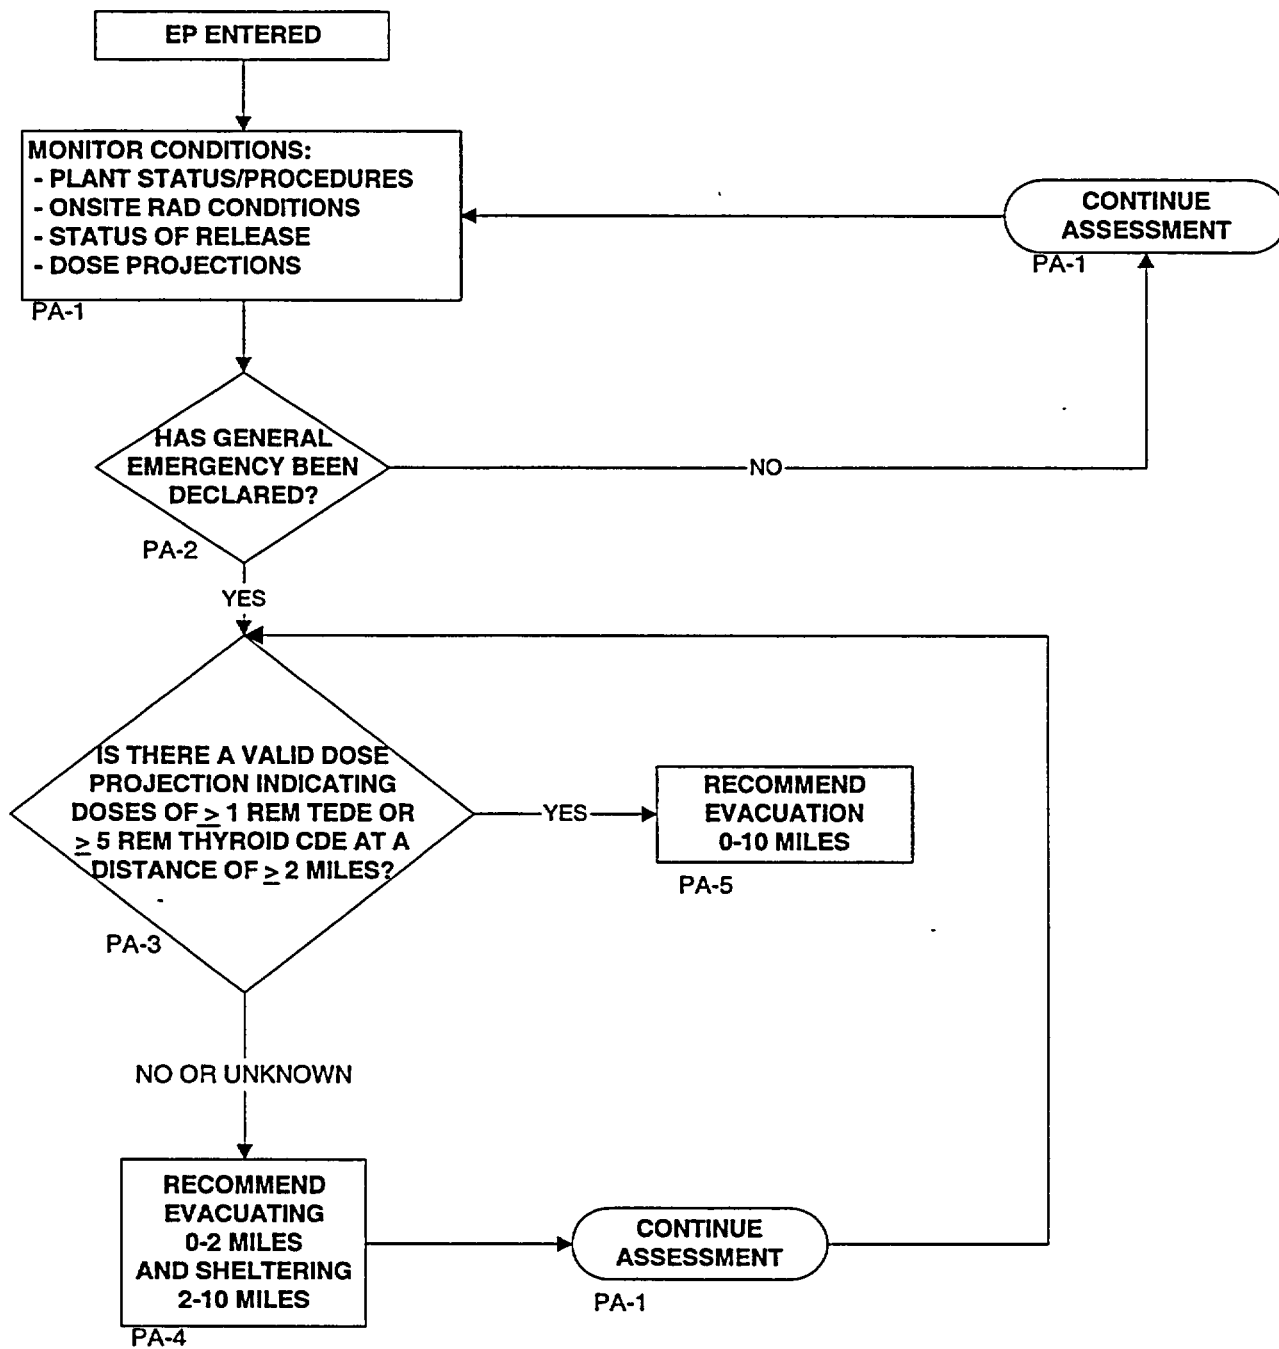 EP ENTERED
MONITOR CONDITIONS:
- PLANT STATUS/PROCEDURES
- ONSITE RAD CONDITIONS
- STATUS OF RELEASE
- DOSE PROJECTIONS
PA-1
CONTINUE
ASSESSMENT
PA-1
HAS GENERAL
EMERGENCY BEEN
DECLARED?
PA-2
NO
YES
IS THERE A VALID DOSE
PROJECTION INDICATING
DOSES OF ≥ 1 REM TEDE OR
≥ 5 REM THYROID CDE AT A
DISTANCE OF ≥ 2 MILES?
PA-3
YES
RECOMMEND
EVACUATION
0-10 MILES
PA-5
NO OR UNKNOWN
RECOMMEND
EVACUATING
0-2 MILES
AND SHELTERING
2-10 MILES
PA-4
CONTINUE
ASSESSMENT
PA-1